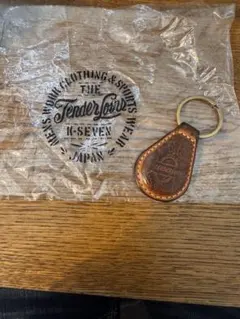 MEN'S WORK CLOTHING & SPORTS WEAR
THE
Tenderloin
H-SEVEN
JAPAN